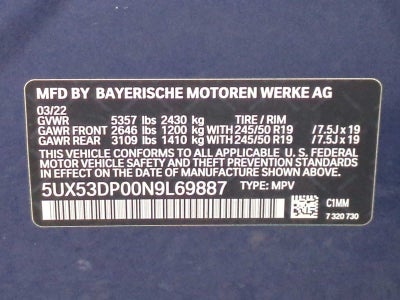 MFD BY BAYERISCHE MOTOREN WERKE AG
03/22
GVWR 5357 lbs 2430 kg TIRE / RIM
GAWR FRONT 2646 lbs 1200 kg WITH 245/50 R19 / 7.5J x 19
GAWR REAR 3109 lbs 1410 kg WITH 245/50 R19 / 7.5J x 19
THIS VEHICLE CONFORMS TO ALL APPLICABLE U. S. FEDERAL
MOTOR VEHICLE SAFETY AND THEFT PREVENTION STANDARDS
IN EFFECT ON THE DATE OF MANUFACTURE SHOWN ABOVE.
5UX53DP00N9L69887 TYPE: MPV
C1MM
7 320 730